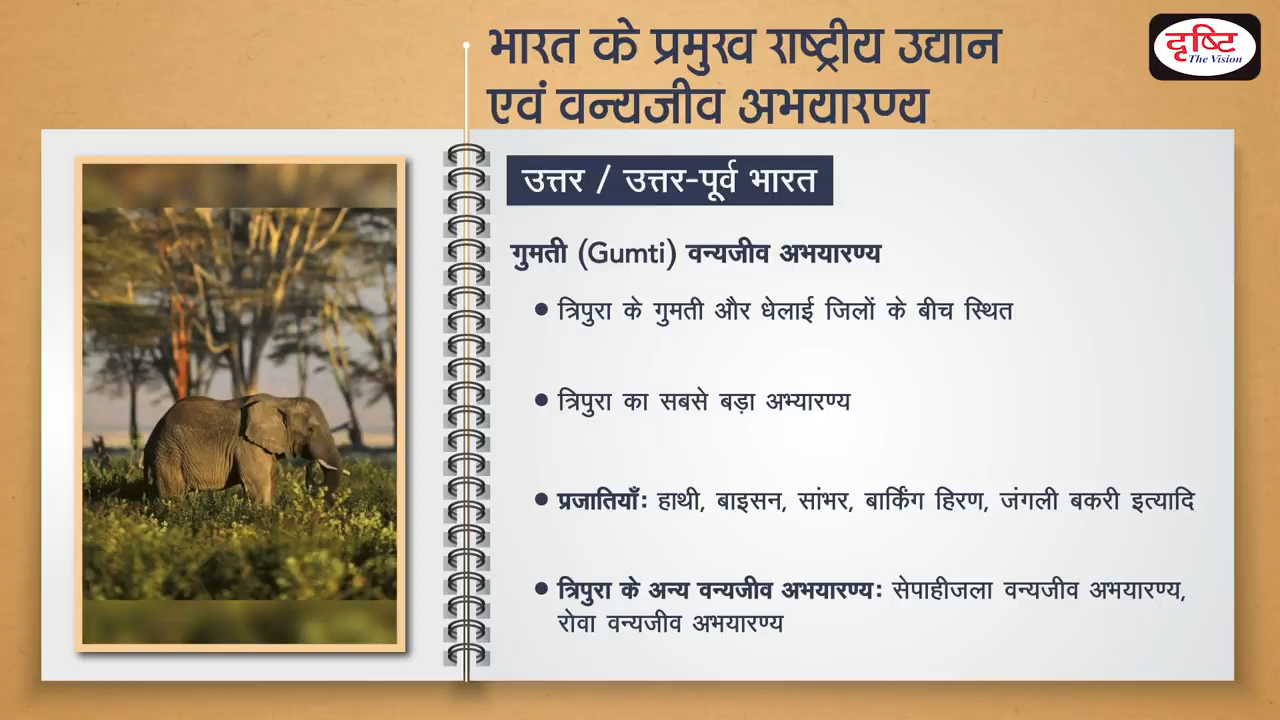 भारत के प्रमुख राष्ट्रीय उद्यान
एवं वन्यजीव अभयारण्य
दृष्टि
The Vision
उत्तर / उत्तर-पूर्व भारत
गुमती (Gumti) वन्यजीव अभयारण्य
• त्रिपुरा के गुमती और धेलाई जिलों के बीच स्थित
• त्रिपुरा का सबसे बड़ा अभ्यारण्य
• प्रजातियाँ: हाथी, बाइसन, सांभर, बार्किंग हिरण, जंगली बकरी इत्यादि
• त्रिपुरा के अन्य वन्यजीव अभयारण्य: सेपाहीजला वन्यजीव अभयारण्य,
रोवा वन्यजीव अभयारण्य